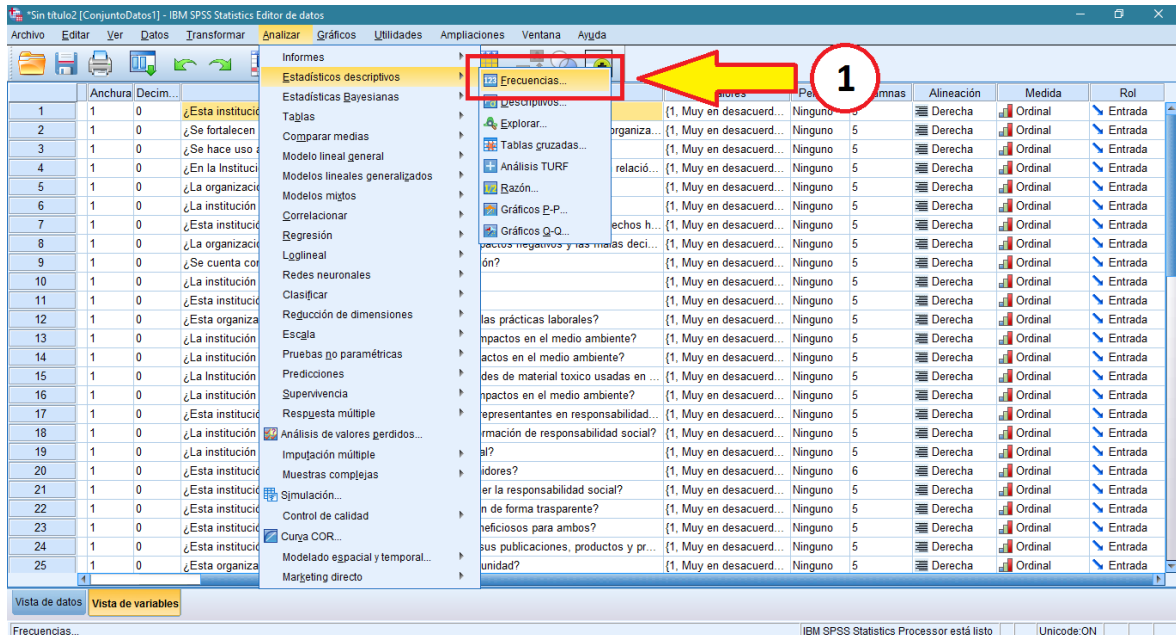 *Sin título2 [ConjuntoDatos1] - IBM SPSS Statistics Editor de datos
Archivo Editar Ver Datos Transformar Analizar Gráficos Utilidades Ampliaciones Ventana Ayuda
Informes
Estadísticos descriptivos
Estadísticas Bayesianas
Tablas
Comparar medias
Modelo lineal general
Modelos lineales generalizados
Modelos mixtos
Correlacionar
Regresión
Loglineal
Redes neuronales
Clasificar
Reducción de dimensiones
Escala
Pruebas no paramétricas
Predicciones
Supervivencia
Respuesta múltiple
Análisis de valores perdidos...
Imputación múltiple
Muestras complejas
Simulación...
Control de calidad
Curva COR...
Modelado espacial y temporal...
Marketing directo
Frecuencias...
Descriptivos...
Explorar...
Tablas cruzadas...
Análisis TURF
Razón...
Gráficos P-P...
Gráficos Q-Q...
1
Anchura Decim... Alineación Medida Rol
1 1 0 ¿Esta instituci {1, Muy en desacuerd... Ninguno 5 Derecha Ordinal Entrada
2 1 0 ¿Se fortalecen organiza... {1, Muy en desacuerd... Ninguno 5 Derecha Ordinal Entrada
3 1 0 ¿Se hace uso {1, Muy en desacuerd... Ninguno 5 Derecha Ordinal Entrada
4 1 0 ¿En la Instituci relació... {1, Muy en desacuerd... Ninguno 5 Derecha Ordinal Entrada
5 1 0 ¿La organizaci {1, Muy en desacuerd... Ninguno 5 Derecha Ordinal Entrada
6 1 0 ¿La institución {1, Muy en desacuerd... Ninguno 5 Derecha Ordinal Entrada
7 1 0 ¿Esta instituci echos h... {1, Muy en desacuerd... Ninguno 5 Derecha Ordinal Entrada
8 1 0 ¿La organizaci pactos negativos y las malas deci... {1, Muy en desacuerd... Ninguno 5 Derecha Ordinal Entrada
9 1 0 ¿Se cuenta con ón? {1, Muy en desacuerd... Ninguno 5 Derecha Ordinal Entrada
10 1 0 ¿La institución {1, Muy en desacuerd... Ninguno 5 Derecha Ordinal Entrada
11 1 0 ¿Esta instituci {1, Muy en desacuerd... Ninguno 5 Derecha Ordinal Entrada
12 1 0 ¿Esta organiza las prácticas laborales? {1, Muy en desacuerd... Ninguno 5 Derecha Ordinal Entrada
13 1 0 ¿La institución mpactos en el medio ambiente? {1, Muy en desacuerd... Ninguno 5 Derecha Ordinal Entrada
14 1 0 ¿La institución actos en el medio ambiente? {1, Muy en desacuerd... Ninguno 5 Derecha Ordinal Entrada
15 1 0 ¿La Institución des de material toxico usadas en ... {1, Muy en desacuerd... Ninguno 5 Derecha Ordinal Entrada
16 1 0 ¿La institución mpactos en el medio ambiente? {1, Muy en desacuerd... Ninguno 5 Derecha Ordinal Entrada
17 1 0 ¿Esta instituci representantes en responsabilidad... {1, Muy en desacuerd... Ninguno 5 Derecha Ordinal Entrada
18 1 0 ¿La institución ormación de responsabilidad social? {1, Muy en desacuerd... Ninguno 5 Derecha Ordinal Entrada
19 1 0 ¿La institución al? {1, Muy en desacuerd... Ninguno 5 Derecha Ordinal Entrada
20 1 0 ¿Esta instituci idores? {1, Muy en desacuerd... Ninguno 6 Derecha Ordinal Entrada
21 1 0 ¿Esta instituci er la responsabilidad social? {1, Muy en desacuerd... Ninguno 5 Derecha Ordinal Entrada
22 1 0 ¿Esta instituci n de forma trasparente? {1, Muy en desacuerd... Ninguno 5 Derecha Ordinal Entrada
23 1 0 ¿Esta instituci neficiosos para ambos? {1, Muy en desacuerd... Ninguno 5 Derecha Ordinal Entrada
24 1 0 ¿Esta instituci sus publicaciones, productos y pr... {1, Muy en desacuerd... Ninguno 5 Derecha Ordinal Entrada
25 1 0 ¿Esta organiza unidad? {1, Muy en desacuerd... Ninguno 5 Derecha Ordinal Entrada
Vista de datos Vista de variables
Frecuencias... IBM SPSS Statistics Processor está listo Unicode:ON